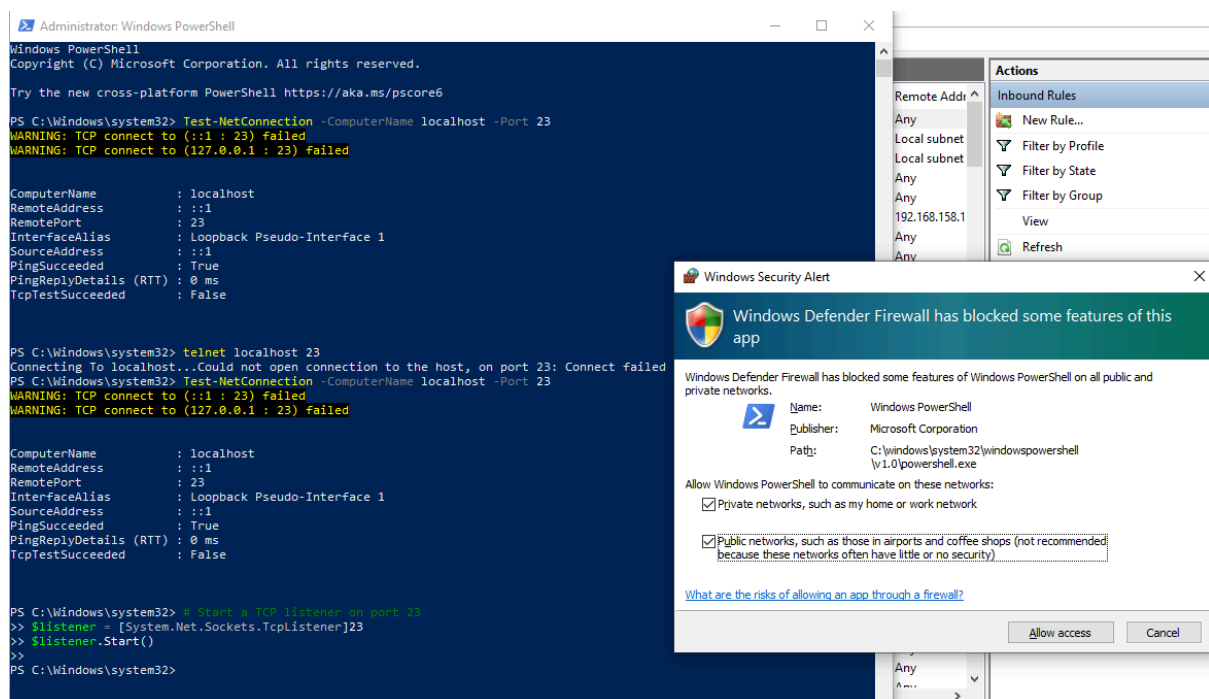 Administrator: Windows PowerShell
Windows PowerShell
Copyright (C) Microsoft Corporation. All rights reserved.
Try the new cross-platform PowerShell https://aka.ms/pscore6
PS C:\Windows\system32> Test-NetConnection -ComputerName localhost -Port 23
WARNING: TCP connect to (::1 : 23) failed
WARNING: TCP connect to (127.0.0.1 : 23) failed
ComputerName : localhost
RemoteAddress : ::1
RemotePort : 23
InterfaceAlias : Loopback Pseudo-Interface 1
SourceAddress : ::1
PingSucceeded : True
PingReplyDetails (RTT) : 0 ms
TcpTestSucceeded : False
PS C:\Windows\system32> telnet localhost 23
Connecting To localhost...Could not open connection to the host, on port 23: Connect failed
PS C:\Windows\system32> Test-NetConnection -ComputerName localhost -Port 23
WARNING: TCP connect to (::1 : 23) failed
WARNING: TCP connect to (127.0.0.1 : 23) failed
ComputerName : localhost
RemoteAddress : ::1
RemotePort : 23
InterfaceAlias : Loopback Pseudo-Interface 1
SourceAddress : ::1
PingSucceeded : True
PingReplyDetails (RTT) : 0 ms
TcpTestSucceeded : False
PS C:\Windows\system32> # Start a TCP listener on port 23
>> $listener = [System.Net.Sockets.TcpListener]23
>> $listener.Start()
>>
PS C:\Windows\system32>
Remote Addr
Any
Local subnet
Local subnet
Any
Any
192.168.158.1
Any
Any
Actions
Inbound Rules
New Rule...
Filter by Profile
Filter by State
Filter by Group
View
Refresh
Windows Security Alert
Windows Defender Firewall has blocked some features of this
app
Windows Defender Firewall has blocked some features of Windows PowerShell on all public and
private networks.
Name: Windows PowerShell
Publisher: Microsoft Corporation
Path: C:\windows\system32\windowspowershell
\v1.0\powershell.exe
Allow Windows PowerShell to communicate on these networks:
Private networks, such as my home or work network
Public networks, such as those in airports and coffee shops (not recommended
because these networks often have little or no security)
What are the risks of allowing an app through a firewall?
Allow access
Cancel
Any